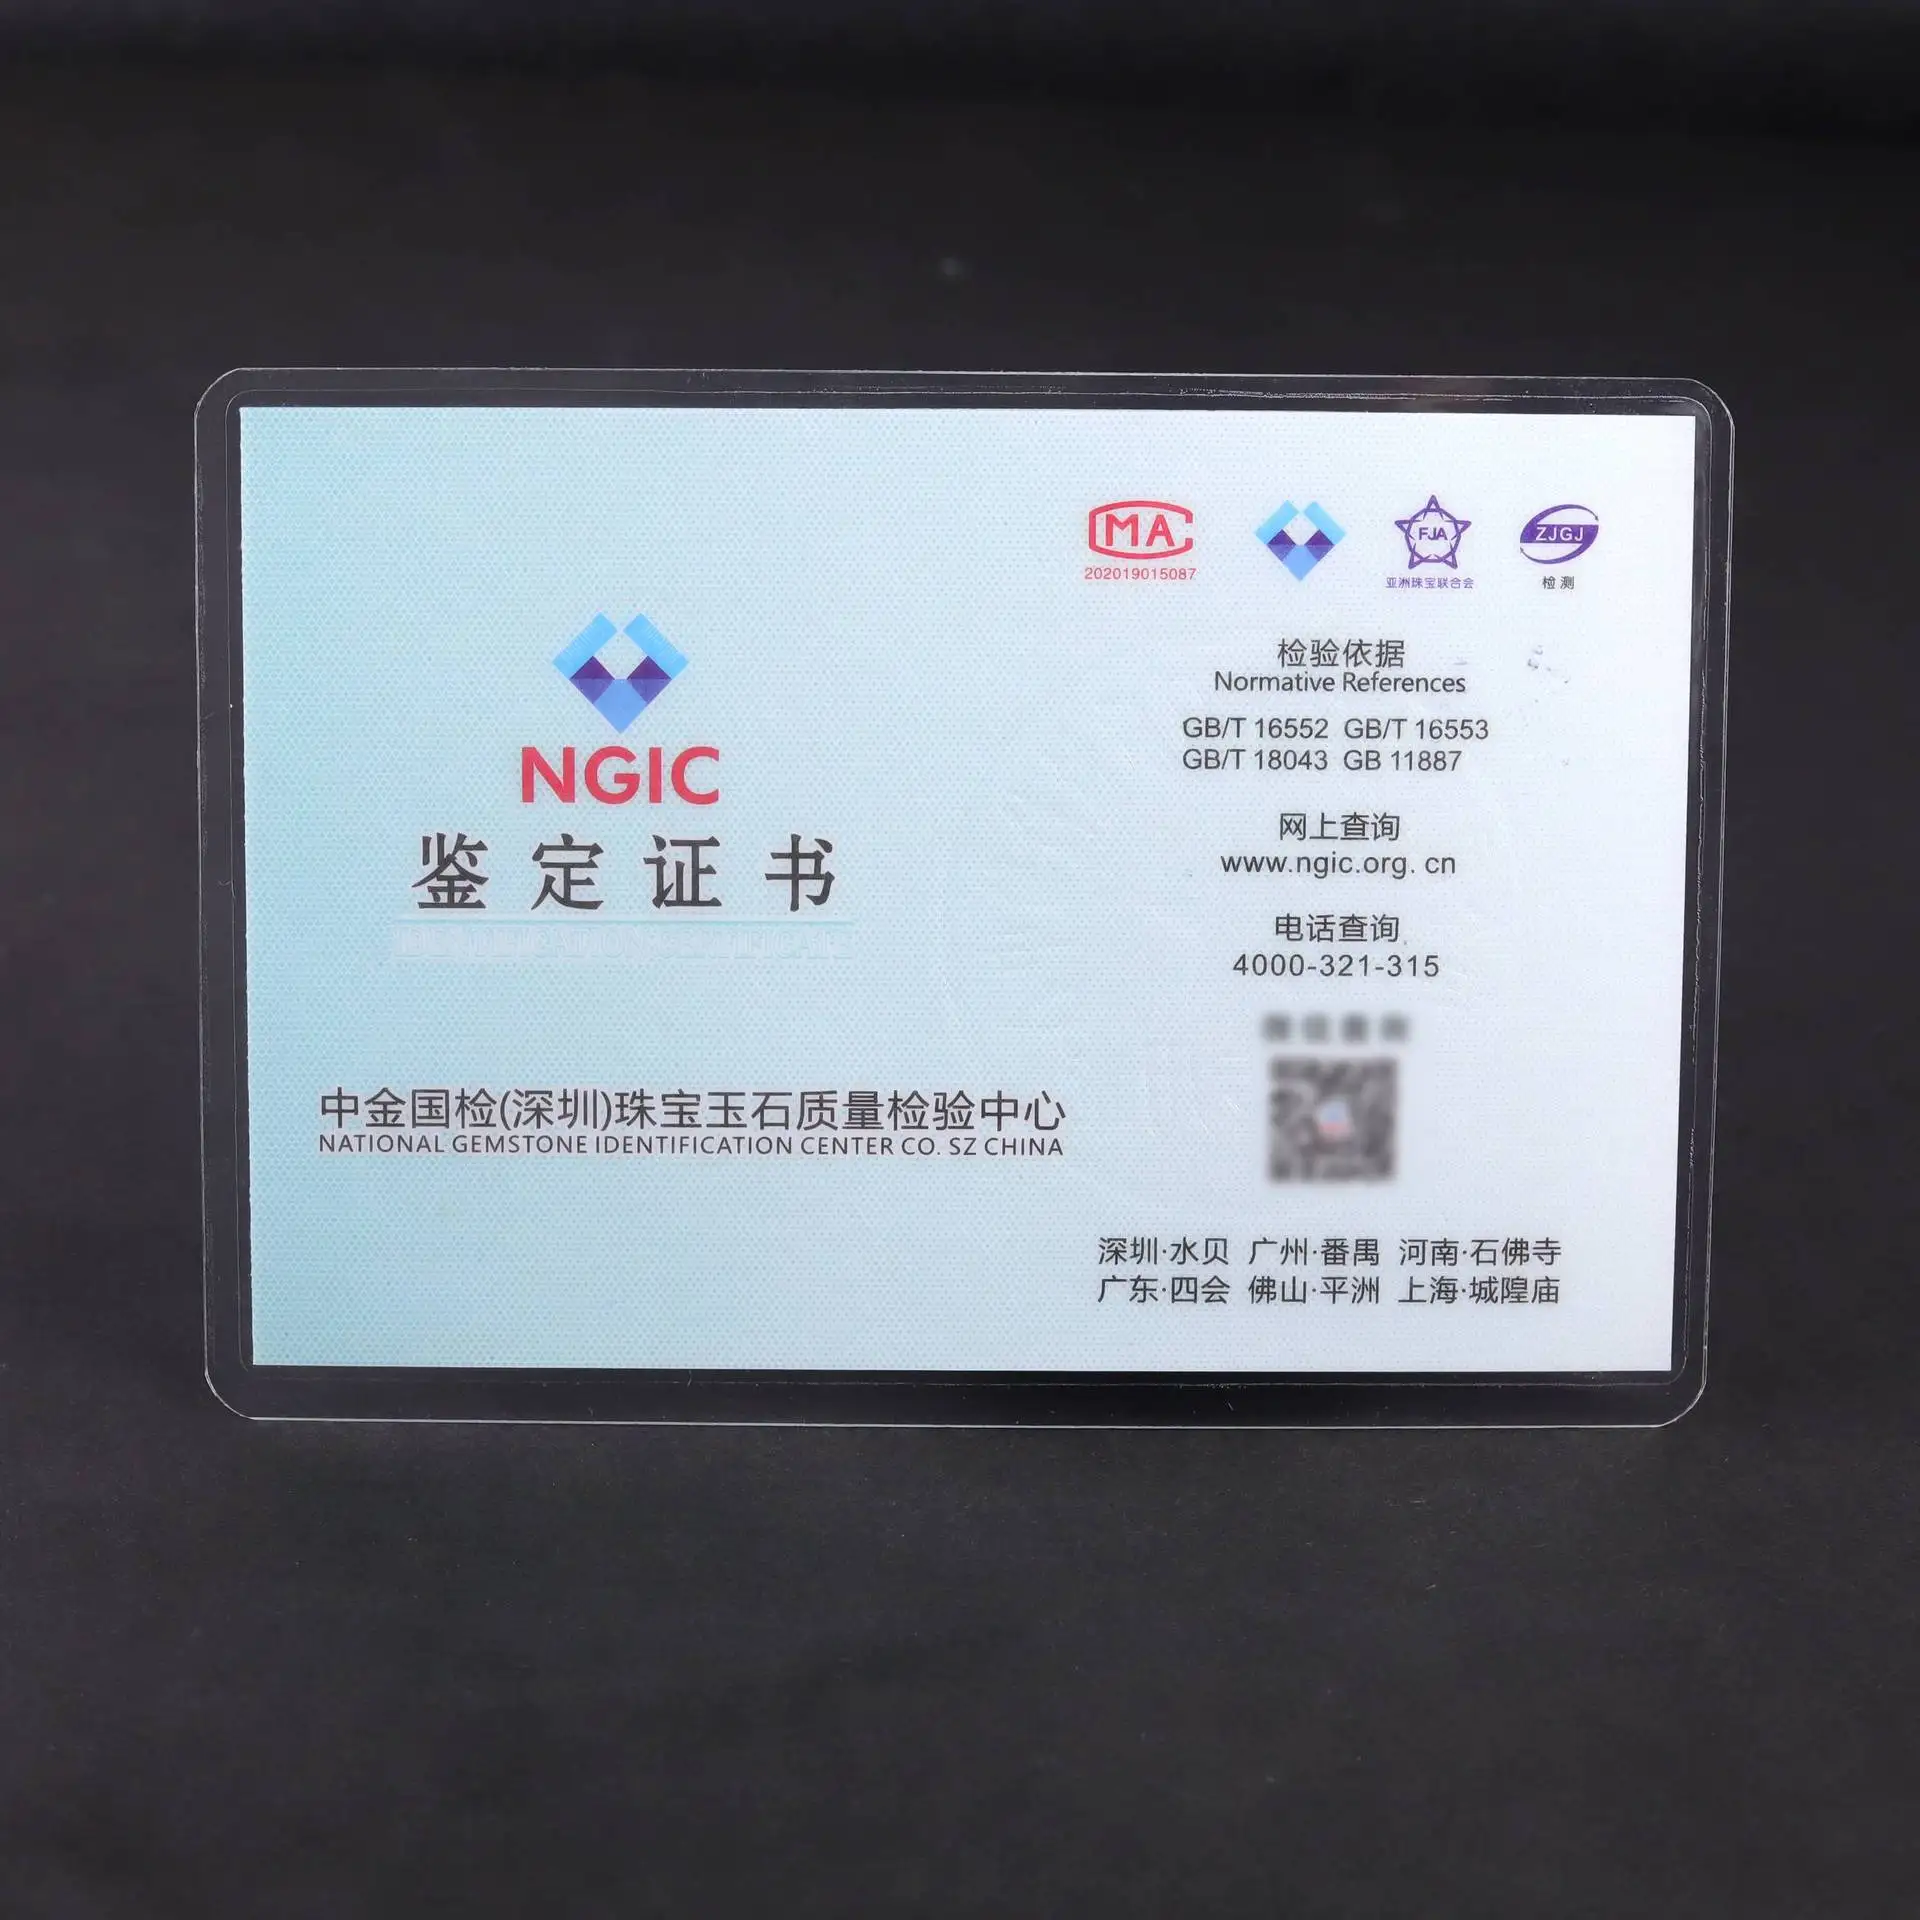 NGIC
鉴定证书
中金国检(深圳)珠宝玉石质量检验中心
NATIONAL GEMSTONE IDENTIFICATION CENTER CO. SZ CHINA
MA
202019015087
FJA
亚洲珠宝联合会
ZJGJ
检测
检验依据
Normative References
GB/T 16552 GB/T 16553
GB/T 18043 GB 11887
网上查询
www.ngic.org. cn
电话查询
4000-321-315
深圳·水贝 广州·番禺 河南·石佛寺
广东·四会 佛山·平洲 上海·城隍庙